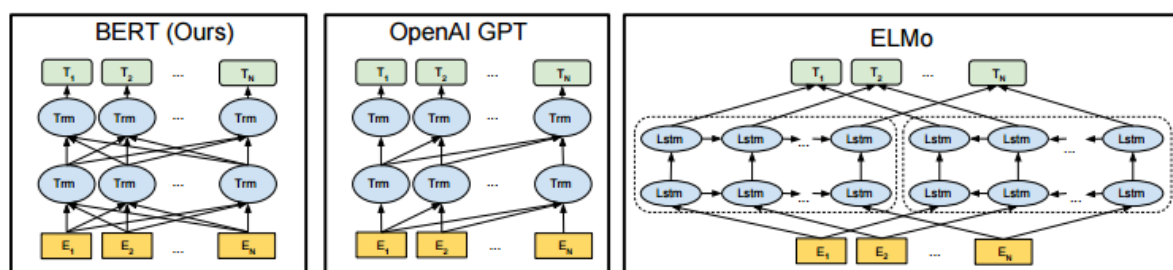 BERT (Ours)
T1 T2 ... TN
Trm Trm ... Trm
Trm Trm ... Trm
E1 E2 ... EN
OpenAI GPT
T1 T2 ... TN
Trm Trm ... Trm
Trm Trm ... Trm
E1 E2 ... EN
ELMo
T1 T2 ... TN
Lstm Lstm ... Lstm Lstm Lstm ... Lstm
Lstm Lstm ... Lstm Lstm Lstm ... Lstm
E1 E2 ... EN